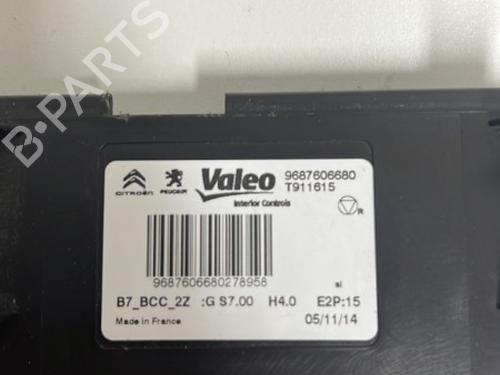 B-PARTS
CITROËN PEUGEOT Valeo 9687606680
T911615
Interior Controls
R
9687606680278958
al
B7_BCC_2Z :G S7.00 H4.0 E2P:15
Made in France 05/11/14